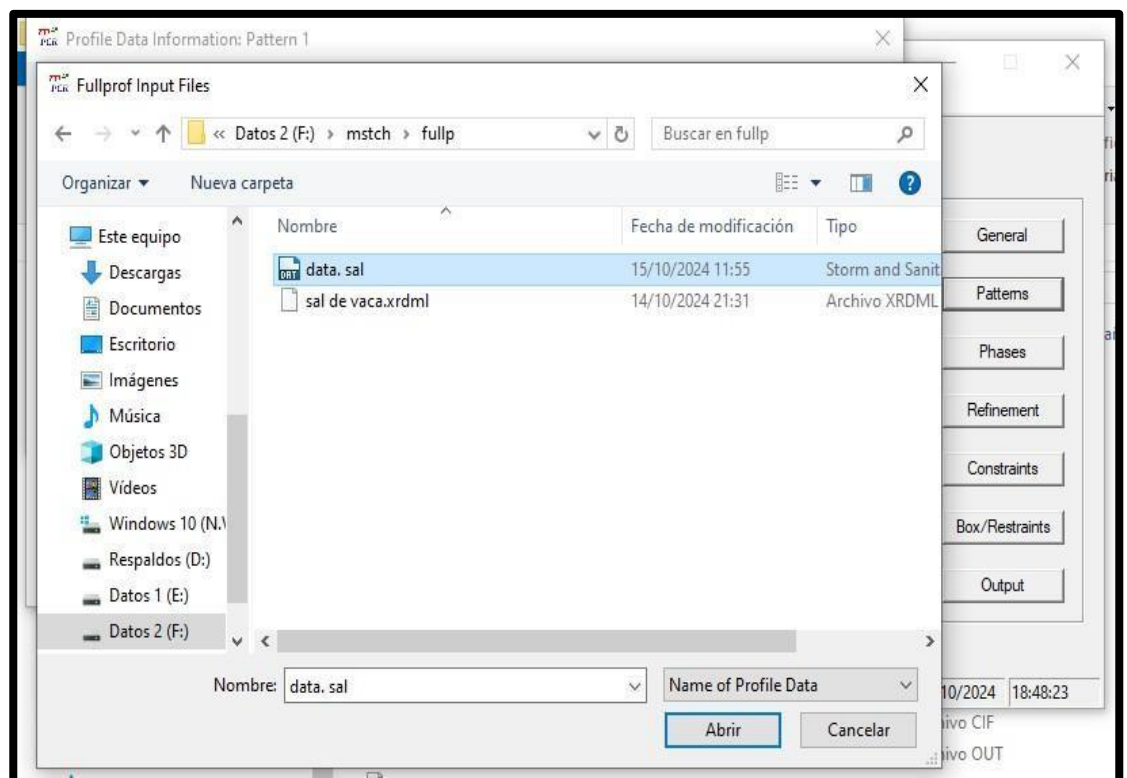 Profile Data Information: Pattern 1
Fullprof Input Files
« Datos 2 (F:) › mstch › fullp
Buscar en fullp
Organizar
Nueva carpeta
Nombre
Fecha de modificación
Tipo
Este equipo
Descargas
Documentos
Escritorio
Imágenes
Música
Objetos 3D
Vídeos
Windows 10 (N.
Respaldos (D:)
Datos 1 (E:)
Datos 2 (F:)
data. sal 15/10/2024 11:55 Storm and Sanit
sal de vaca.xrdml 14/10/2024 21:31 Archivo XRDML
General
Patterns
Phases
Refinement
Constraints
Box/Restraints
Output
Nombre: data. sal
Name of Profile Data
Abrir
Cancelar
10/2024 18:48:23
ivo CIF
ivo OUT